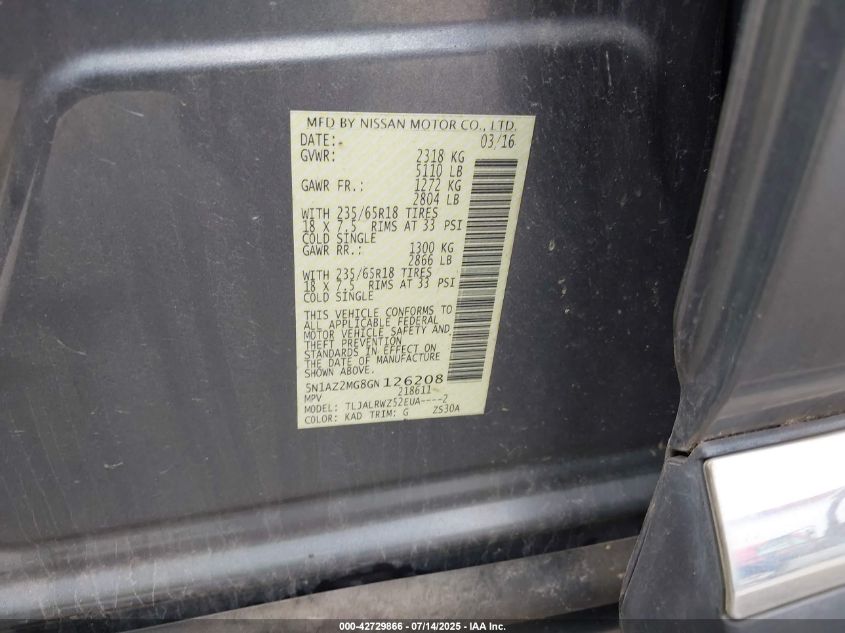 MFD BY NISSAN MOTOR CO., LTD.
DATE: 03/16
GVWR: 2318 KG
5110 LB
GAWR FR.: 1272 KG
2804 LB
WITH 235/65R18 TIRES
18 X 7.5 RIMS AT 33 PSI
COLD SINGLE
GAWR RR.: 1300 KG
2866 LB
WITH 235/65R18 TIRES
18 X 7.5 RIMS AT 33 PSI
COLD SINGLE
THIS VEHICLE CONFORMS TO
ALL APPLICABLE FEDERAL
MOTOR VEHICLE SAFETY AND
THEFT PREVENTION
STANDARDS IN EFFECT ON
THE DATE OF MANUFACTURE
SHOWN ABOVE.
5N1AZ2MG8GN126208
MPV 218611
MODEL: TLJALRWZ52EUA----2
COLOR: KAD TRIM: G ZS30A
000-42729866 - 07/14/2025 - IAA Inc.